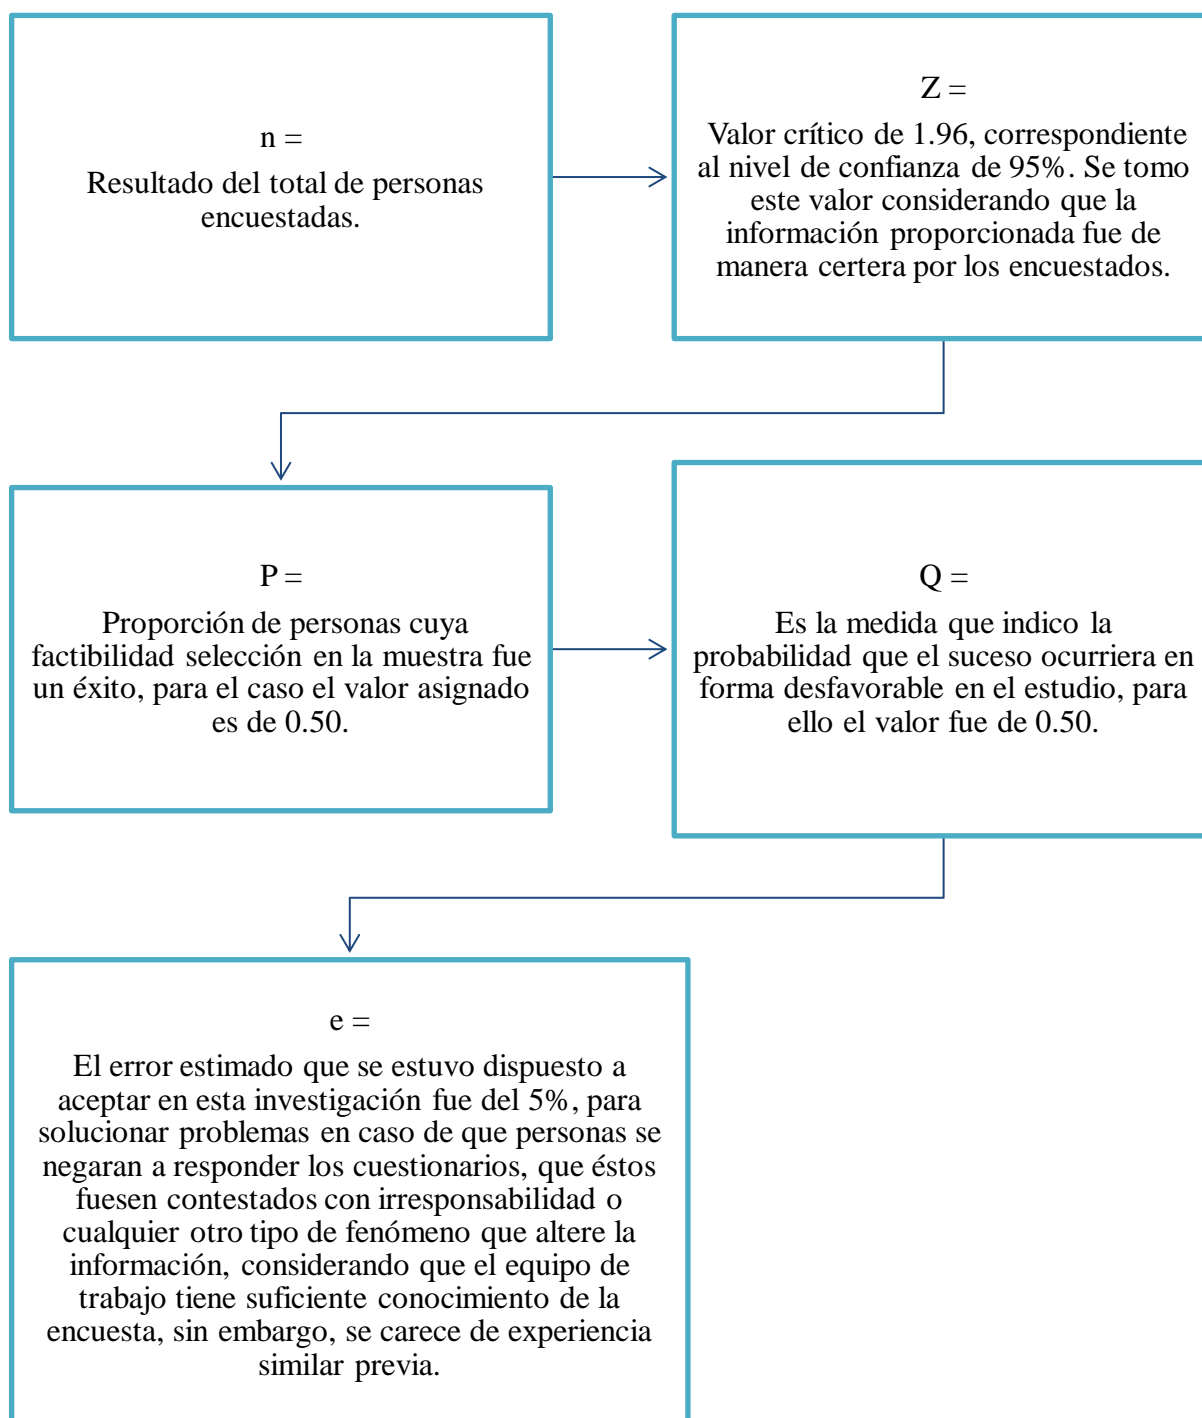 n =
Resultado del total de personas
encuestadas.
Z =
Valor crítico de 1.96, correspondiente
al nivel de confianza de 95%. Se tomo
este valor considerando que la
información proporcionada fue de
manera certera por los encuestados.
P =
Proporción de personas cuya
factibilidad selección en la muestra fue
un éxito, para el caso el valor asignado
es de 0.50.
Q =
Es la medida que indico la
probabilidad que el suceso ocurriera en
forma desfavorable en el estudio, para
ello el valor fue de 0.50.
e =
El error estimado que se estuvo dispuesto a
aceptar en esta investigación fue del 5%, para
solucionar problemas en caso de que personas se
negaran a responder los cuestionarios, que éstos
fuesen contestados con irresponsabilidad o
cualquier otro tipo de fenómeno que altere la
información, considerando que el equipo de
trabajo tiene suficiente conocimiento de la
encuesta, sin embargo, se carece de experiencia
similar previa.